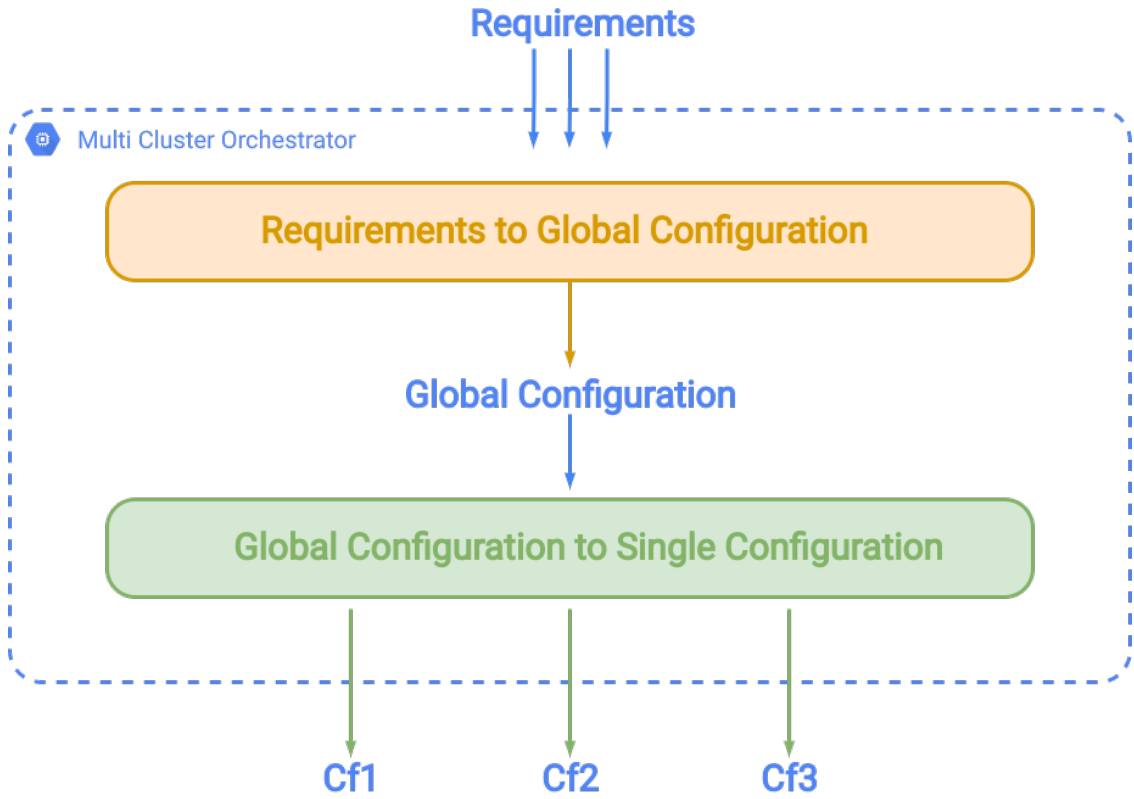 Requirements
Multi Cluster Orchestrator
Requirements to Global Configuration
Global Configuration
Global Configuration to Single Configuration
Cf1
Cf2
Cf3